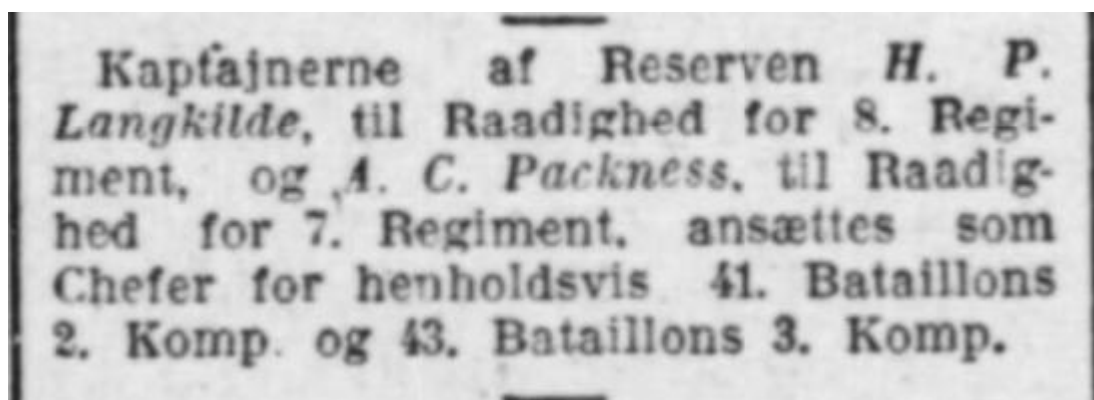 Kaptajnerne af Reserven H. P.
Langkilde, til Raadighed for 8. Regi-
ment, og A. C. Packness, til Raadig-
hed for 7. Regiment, ansættes som
Chefer for henholdsvis 41. Bataillons
2. Komp. og 43. Bataillons 3. Komp.